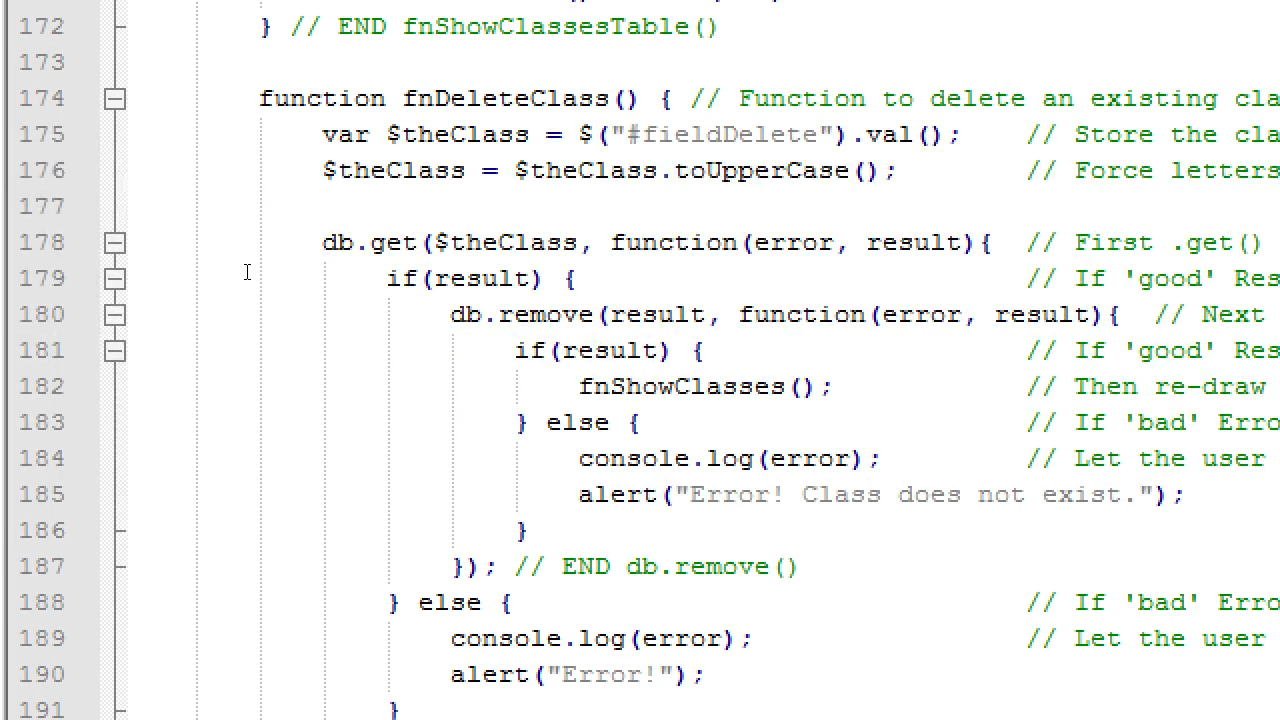 172 } // END fnShowClassesTable()
173
174 function fnDeleteClass() { // Function to delete an existing cla
175 var $theClass = $("#fieldDelete").val(); // Store the cla
176 $theClass = $theClass.toUpperCase(); // Force letters
177
178 db.get($theClass, function(error, result){ // First .get()
179 if(result) { // If 'good' Res
180 db.remove(result, function(error, result){ // Next
181 if(result) { // If 'good' Res
182 fnShowClasses(); // Then re-draw
183 } else { // If 'bad' Erro
184 console.log(error); // Let the user
185 alert("Error! Class does not exist.");
186 }
187 }); // END db.remove()
188 } else { // If 'bad' Erro
189 console.log(error); // Let the user
190 alert("Error!");
191 }